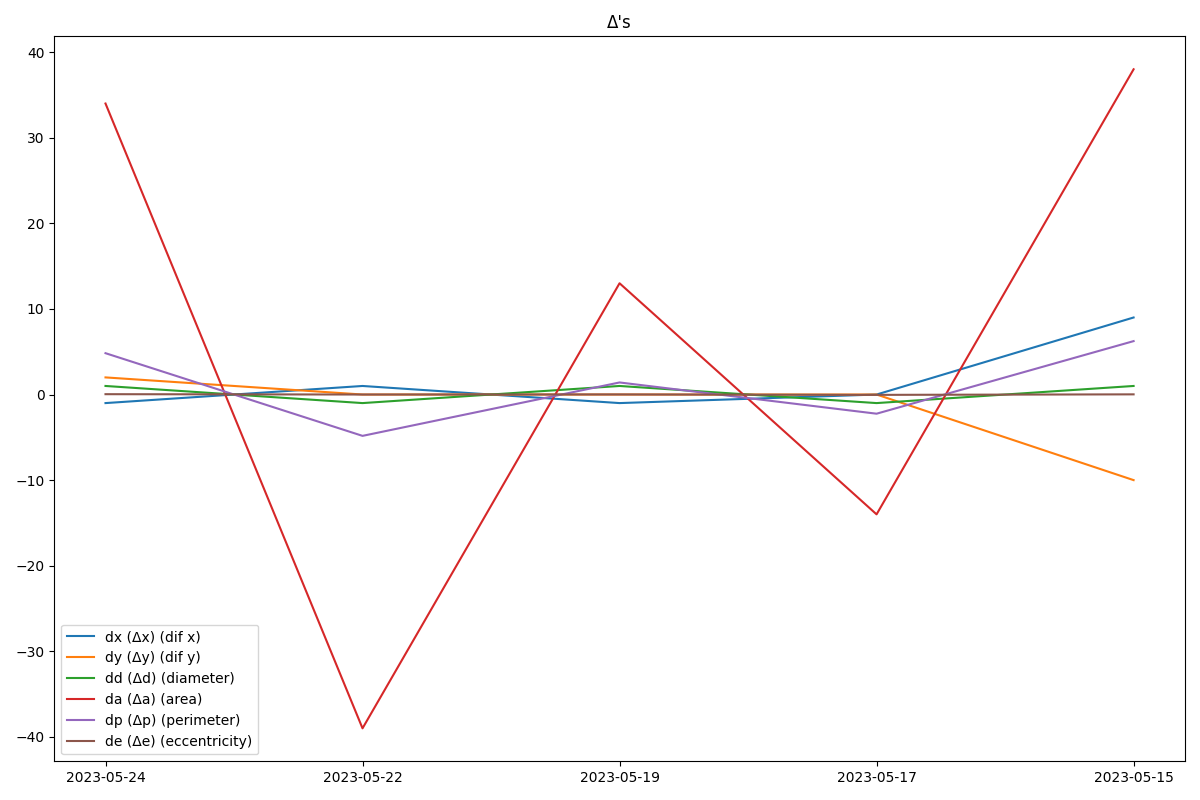 Δ's
40
30
20
10
0
−10
−20
−30
−40
dx (Δx) (dif x)
dy (Δy) (dif y)
dd (Δd) (diameter)
da (Δa) (area)
dp (Δp) (perimeter)
de (Δe) (eccentricity)
2023-05-24 2023-05-22 2023-05-19 2023-05-17 2023-05-15